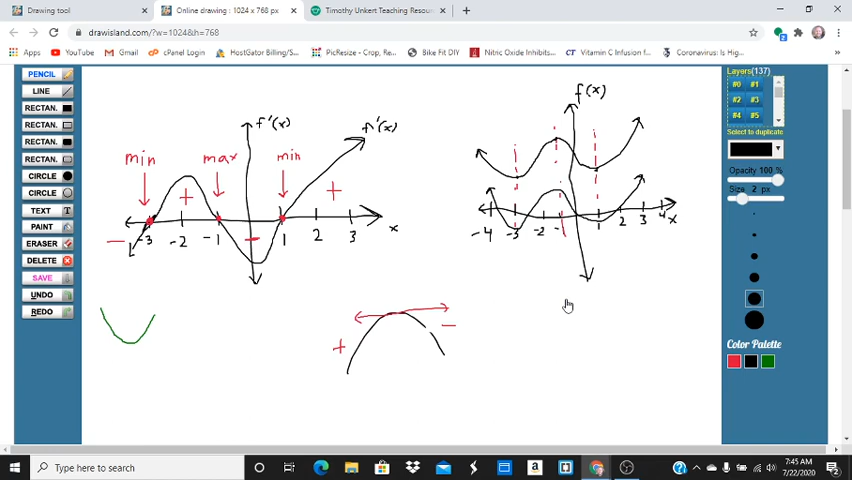 Drawing tool
Online drawing : 1024 x 768 px
Timothy Unkert Teaching Resou
drawisland.com/?w=1024&h=768
Apps
YouTube
Gmail
cPanel Login
HostGator Billing/S
PicResize - Crop, Re
Bike Fit DIY
Nitric Oxide Inhibits
Vitamin C Infusion f
Coronavirus: Is Hig
PENCIL
LINE
RECTAN.
RECTAN.
RECTAN.
RECTAN.
CIRCLE
CIRCLE
TEXT
PAINT
ERASER
DELETE
SAVE
UNDO
REDO
f'(x)
f'(x)
min
max
min
+
+
-
-
-3
-2
-1
1
2
3
x
+
-
f(x)
-4
-3
-2
-1
1
2
3
4
x
Layers(137)
#0 #1
#2 #3
#4 #5
Select to duplicate
Opacity 100 %
Size 2 px
Color Palette
Type here to search
7:45 AM
7/22/2020